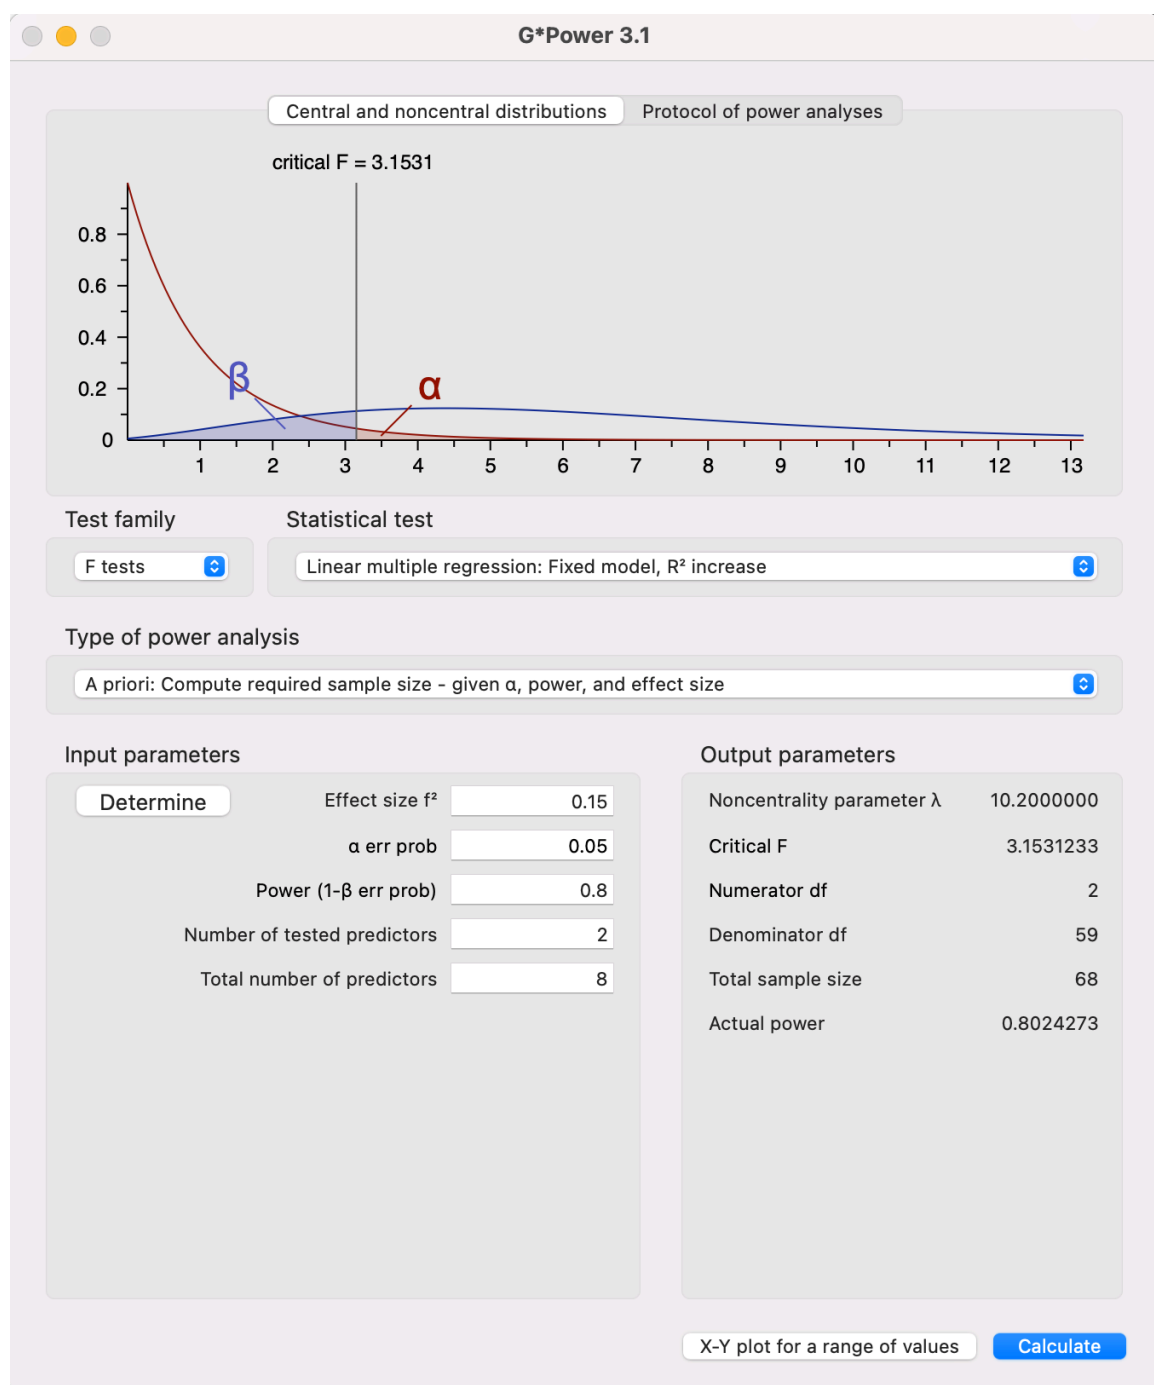 G*Power 3.1
Central and noncentral distributions Protocol of power analyses
critical F = 3.1531
0.8
0.6
0.4
β α
0.2
0
1 2 3 4 5 6 7 8 9 10 11 12 13
Test family Statistical test
F tests Linear multiple regression: Fixed model, R² increase
Type of power analysis
A priori: Compute required sample size - given α, power, and effect size
Input parameters
Determine Effect size f² 0.15
α err prob 0.05
Power (1-β err prob) 0.8
Number of tested predictors 2
Total number of predictors 8
Output parameters
Noncentrality parameter λ 10.2000000
Critical F 3.1531233
Numerator df 2
Denominator df 59
Total sample size 68
Actual power 0.8024273
X-Y plot for a range of values Calculate